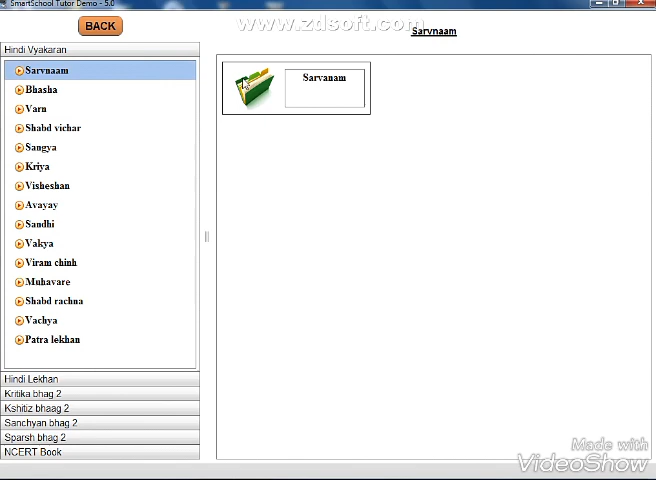 SmartSchool Tutor Demo - 5.0
www.zdsoft.com
BACK
Sarvnaam
Hindi Vyakaran
Sarvnaam
Bhasha
Varn
Shabd vichar
Sangya
Kriya
Visheshan
Avayay
Sandhi
Vakya
Viram chinh
Muhavare
Shabd rachna
Vachya
Patra lekhan
Hindi Lekhan
Kritika bhag 2
Kshitiz bhaag 2
Sanchyan bhag 2
Sparsh bhag 2
NCERT Book
Sarvanam
Made with
VideoShow